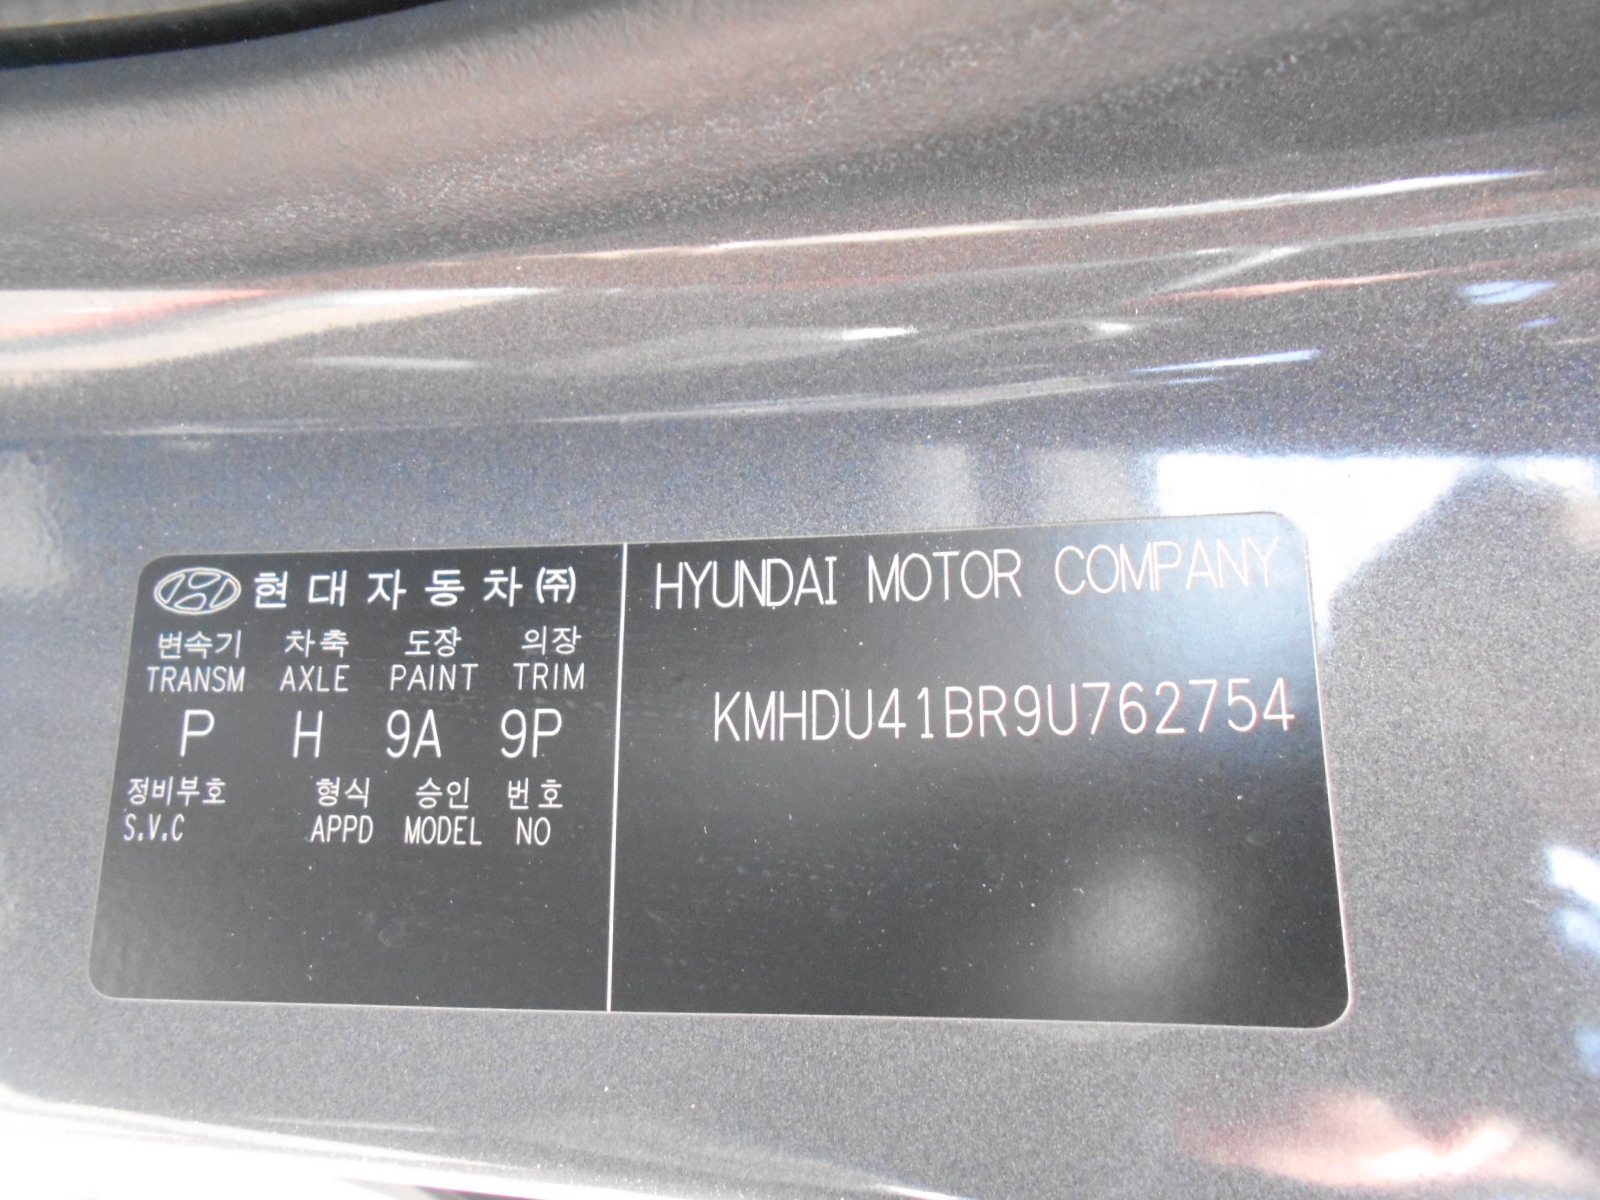 현대자동차㈜
변속기 차축 도장 의장
TRANSM AXLE PAINT TRIM
P H 9A 9P
정비부호 형식 승인 번호
S.V.C APPD MODEL NO
HYUNDAI MOTOR COMPANY
KMHDU41BR9U762754